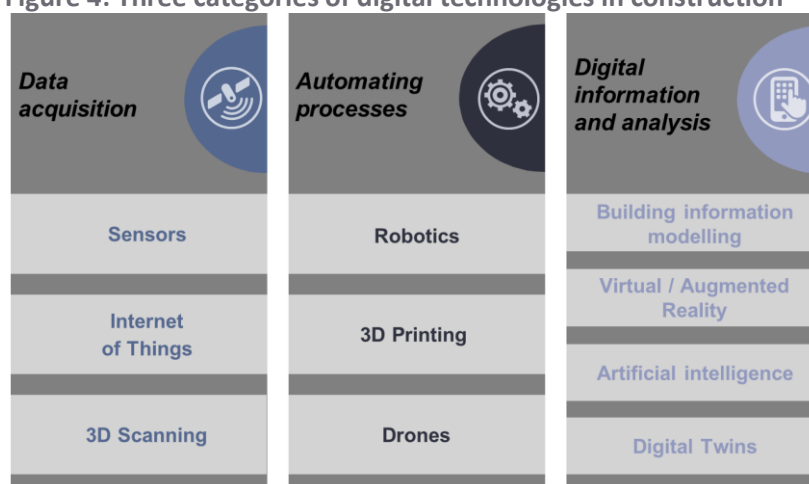 Figure 4: Three categories of digital technologies in construction
Data
acquisition
Sensors
Internet
of Things
3D Scanning
Automating
processes
Robotics
3D Printing
Drones
Digital
information
and analysis
Building information
modelling
Virtual / Augmented
Reality
Artificial intelligence
Digital Twins